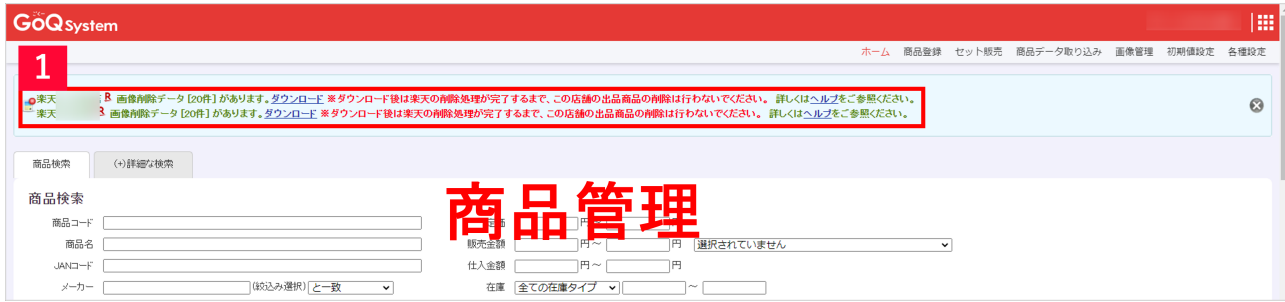 GoQSystem
ごくー
ホーム 商品登録 セット販売 商品データ取り込み 画像管理 初期値設定 各種設定
1
楽天 R 画像削除データ [20件] があります。ダウンロード ※ダウンロード後は楽天の削除処理が完了するまで、この店舗の出品商品の削除は行わないでください。 詳しくはヘルプをご参照ください。
楽天 R 画像削除データ [20件] があります。ダウンロード ※ダウンロード後は楽天の削除処理が完了するまで、この店舗の出品商品の削除は行わないでください。 詳しくはヘルプをご参照ください。
商品検索 (+)詳細な検索
商品検索
商品管理
商品コード 円～
商品名 販売金額 円～ 円 選択されていません
JANコード 仕入金額 円～ 円
メーカー (絞込み選択) と一致 在庫 全ての在庫タイプ ～